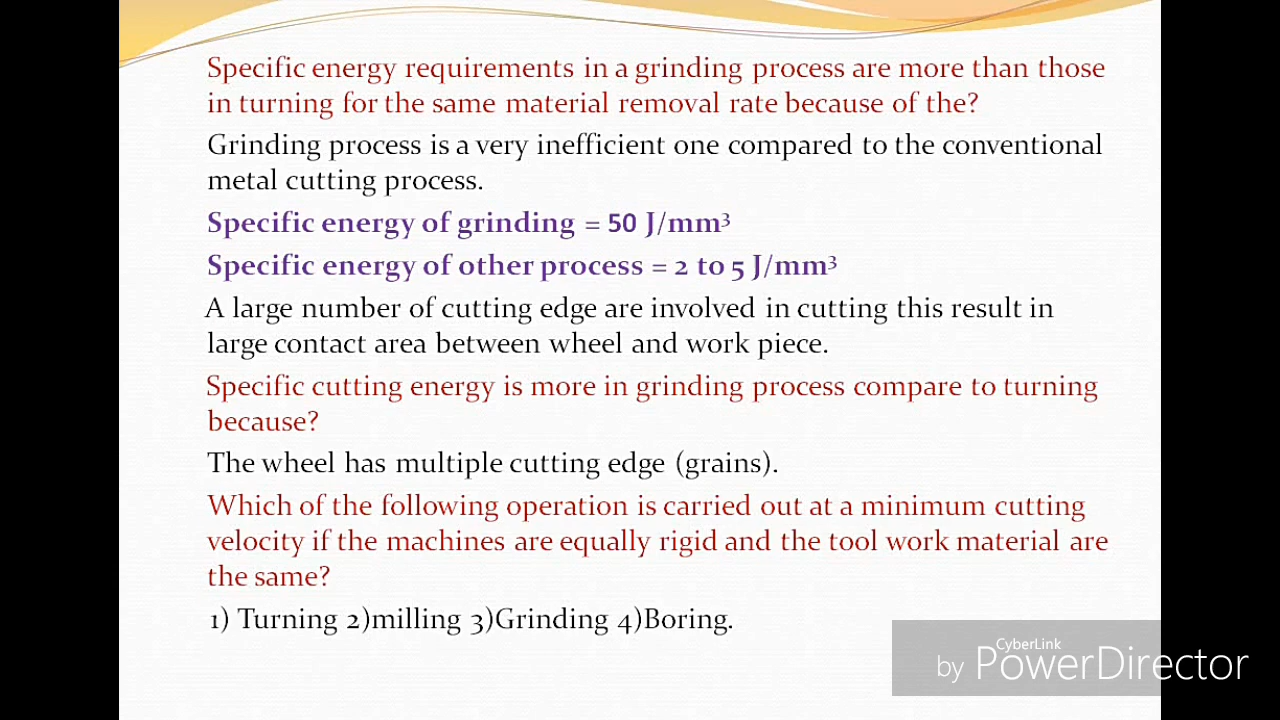 Specific energy requirements in a grinding process are more than those
in turning for the same material removal rate because of the?
Grinding process is a very inefficient one compared to the conventional
metal cutting process.
Specific energy of grinding = 50 J/mm³
Specific energy of other process = 2 to 5 J/mm³
A large number of cutting edge are involved in cutting this result in
large contact area between wheel and work piece.
Specific cutting energy is more in grinding process compare to turning
because?
The wheel has multiple cutting edge (grains).
Which of the following operation is carried out at a minimum cutting
velocity if the machines are equally rigid and the tool work material are
the same?
1) Turning 2)milling 3)Grinding 4)Boring.
CyberLink
by PowerDirector